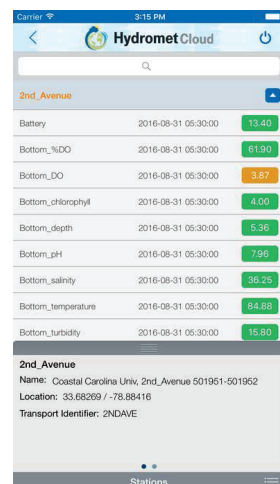 Carrier 3:15 PM
Hydromet Cloud
2nd_Avenue
Battery 2016-08-31 05:30:00 13.40
Bottom_%DO 2016-08-31 05:30:00 61.90
Bottom_DO 2016-08-31 05:30:00 3.87
Bottom_chlorophyll 2016-08-31 05:30:00 4.00
Bottom_depth 2016-08-31 05:30:00 5.36
Bottom_pH 2016-08-31 05:30:00 7.96
Bottom_salinity 2016-08-31 05:30:00 36.25
Bottom_temperature 2016-08-31 05:30:00 84.88
Bottom_turbidity 2016-08-31 05:30:00 15.80
2nd_Avenue
Name: Coastal Carolina Univ, 2nd_Avenue 501951-501952
Location: 33.68269 / -78.88416
Transport Identifier: 2NDAVE
Stations